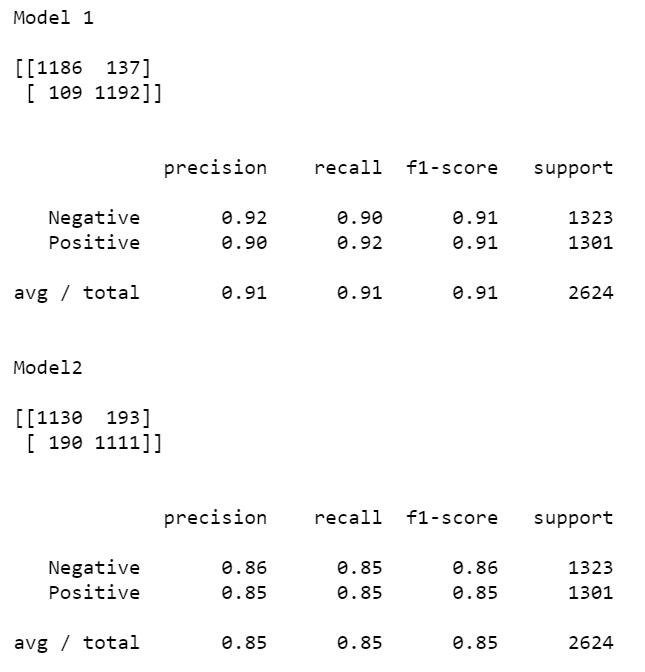 Model 1
[[1186  137]
 [ 109 1192]]
             precision    recall  f1-score   support
   Negative       0.92      0.90      0.91      1323
   Positive       0.90      0.92      0.91      1301
avg / total       0.91      0.91      0.91      2624
Model2
[[1130  193]
 [ 190 1111]]
             precision    recall  f1-score   support
   Negative       0.86      0.85      0.86      1323
   Positive       0.85      0.85      0.85      1301
avg / total       0.85      0.85      0.85      2624